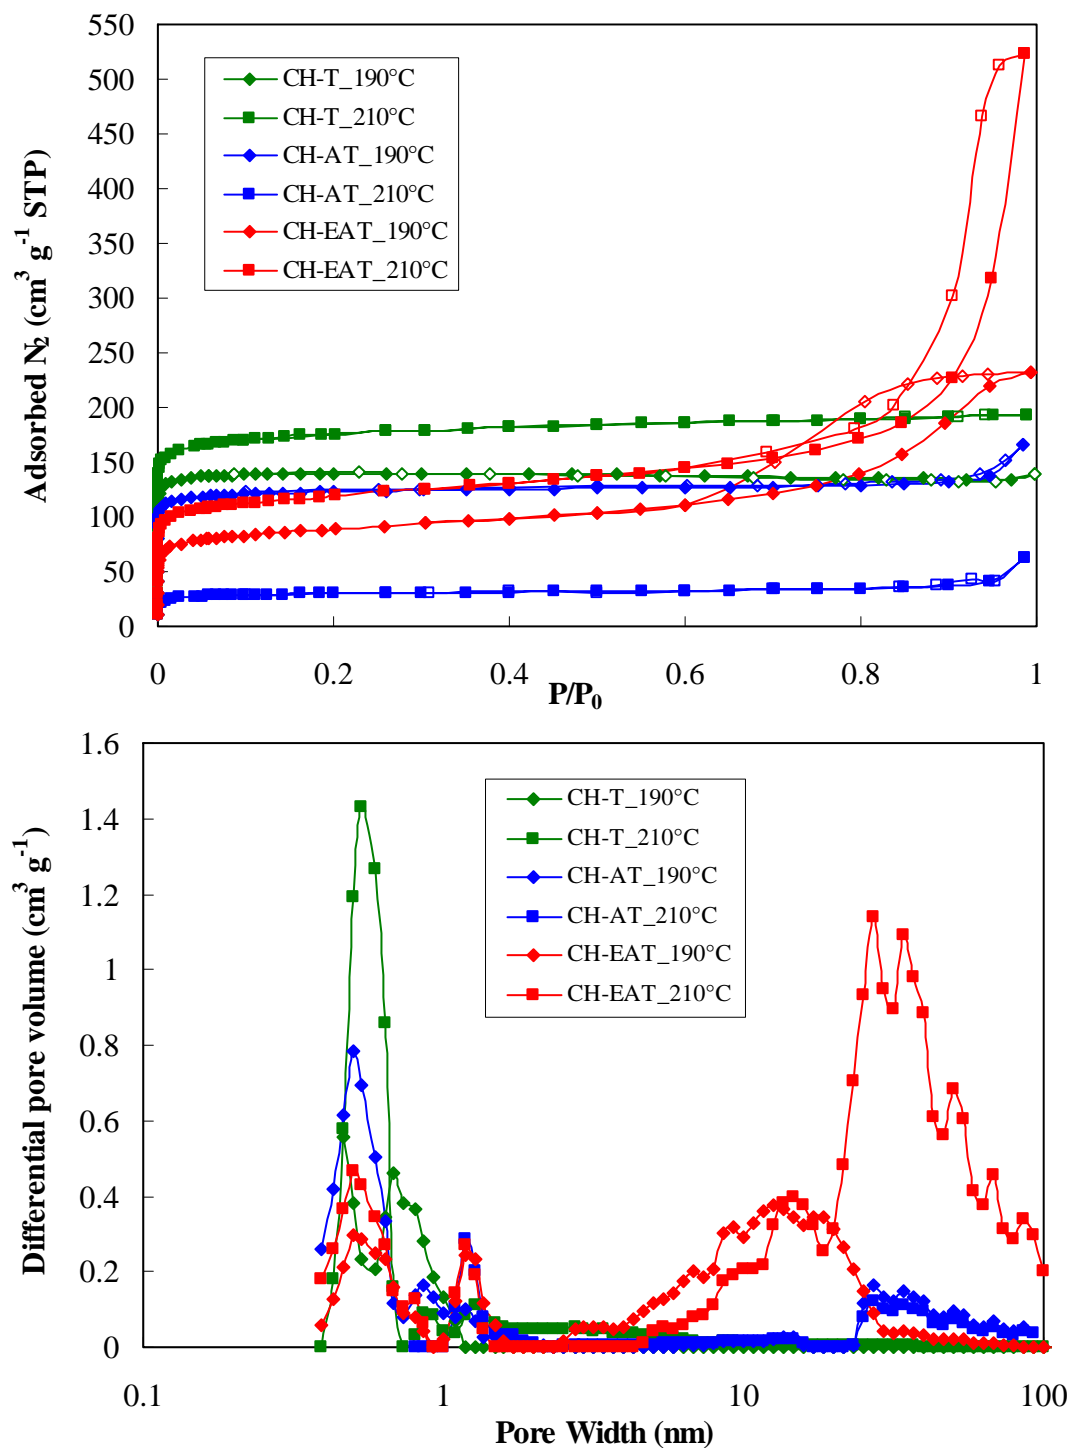 550
500
450
400
350
300
250
200
150
100
50
0
Adsorbed N2 (cm3 g-1 STP)
CH-T_190°C
CH-T_210°C
CH-AT_190°C
CH-AT_210°C
CH-EAT_190°C
CH-EAT_210°C
0 0.2 0.4 0.6 0.8 1
P/P0
1.6
1.4
1.2
1
0.8
0.6
0.4
0.2
0
Differential pore volume (cm3 g-1)
CH-T_190°C
CH-T_210°C
CH-AT_190°C
CH-AT_210°C
CH-EAT_190°C
CH-EAT_210°C
0.1 1 10 100
Pore Width (nm)